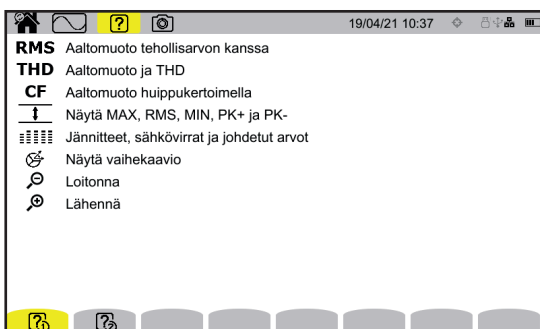 19/04/21 10:37
RMS Aaltomuoto tehollisarvon kanssa
THD Aaltomuoto ja THD
CF Aaltomuoto huippukertoimella
Näytä MAX, RMS, MIN, PK+ ja PK-
Jännitteet, sähkövirrat ja johdetut arvot
Näytä vaihekaavio
Loitonna
Lähennä